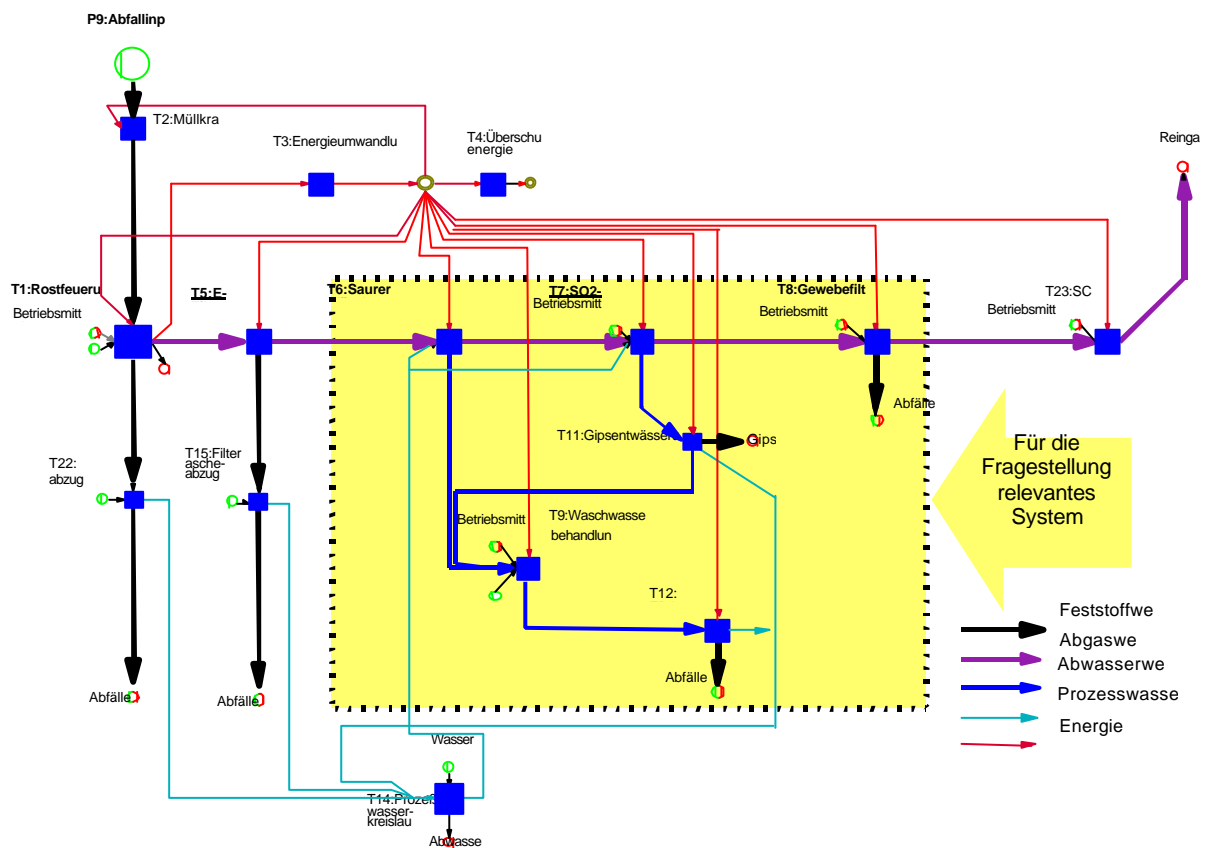 P9:Abfallinp
T2:Müllkra
T3:Energieumwandlu
T4:Überschu
energie
Reinga
T1:Rostfeueru
Betriebsmitt
T5:E-
T6:Saurer
T7:SO2-
Betriebsmitt
T8:Gewebefilt
Betriebsmitt
T23:SC
Betriebsmitt
Abfälle
T11:Gipsentwässer
Gips
T22:
abzug
T15:Filter
asche-
abzug
Betriebsmitt
T9:Waschwasse
behandlun
T12:
Abfälle
Abfälle
Abfälle
Für die
Fragestellung
relevantes
System
Feststoffwe
Abgaswe
Abwasserwe
Prozesswasse
Energie
Wasser
T14:Prozeß
wasser-
kreislau
Abwasse